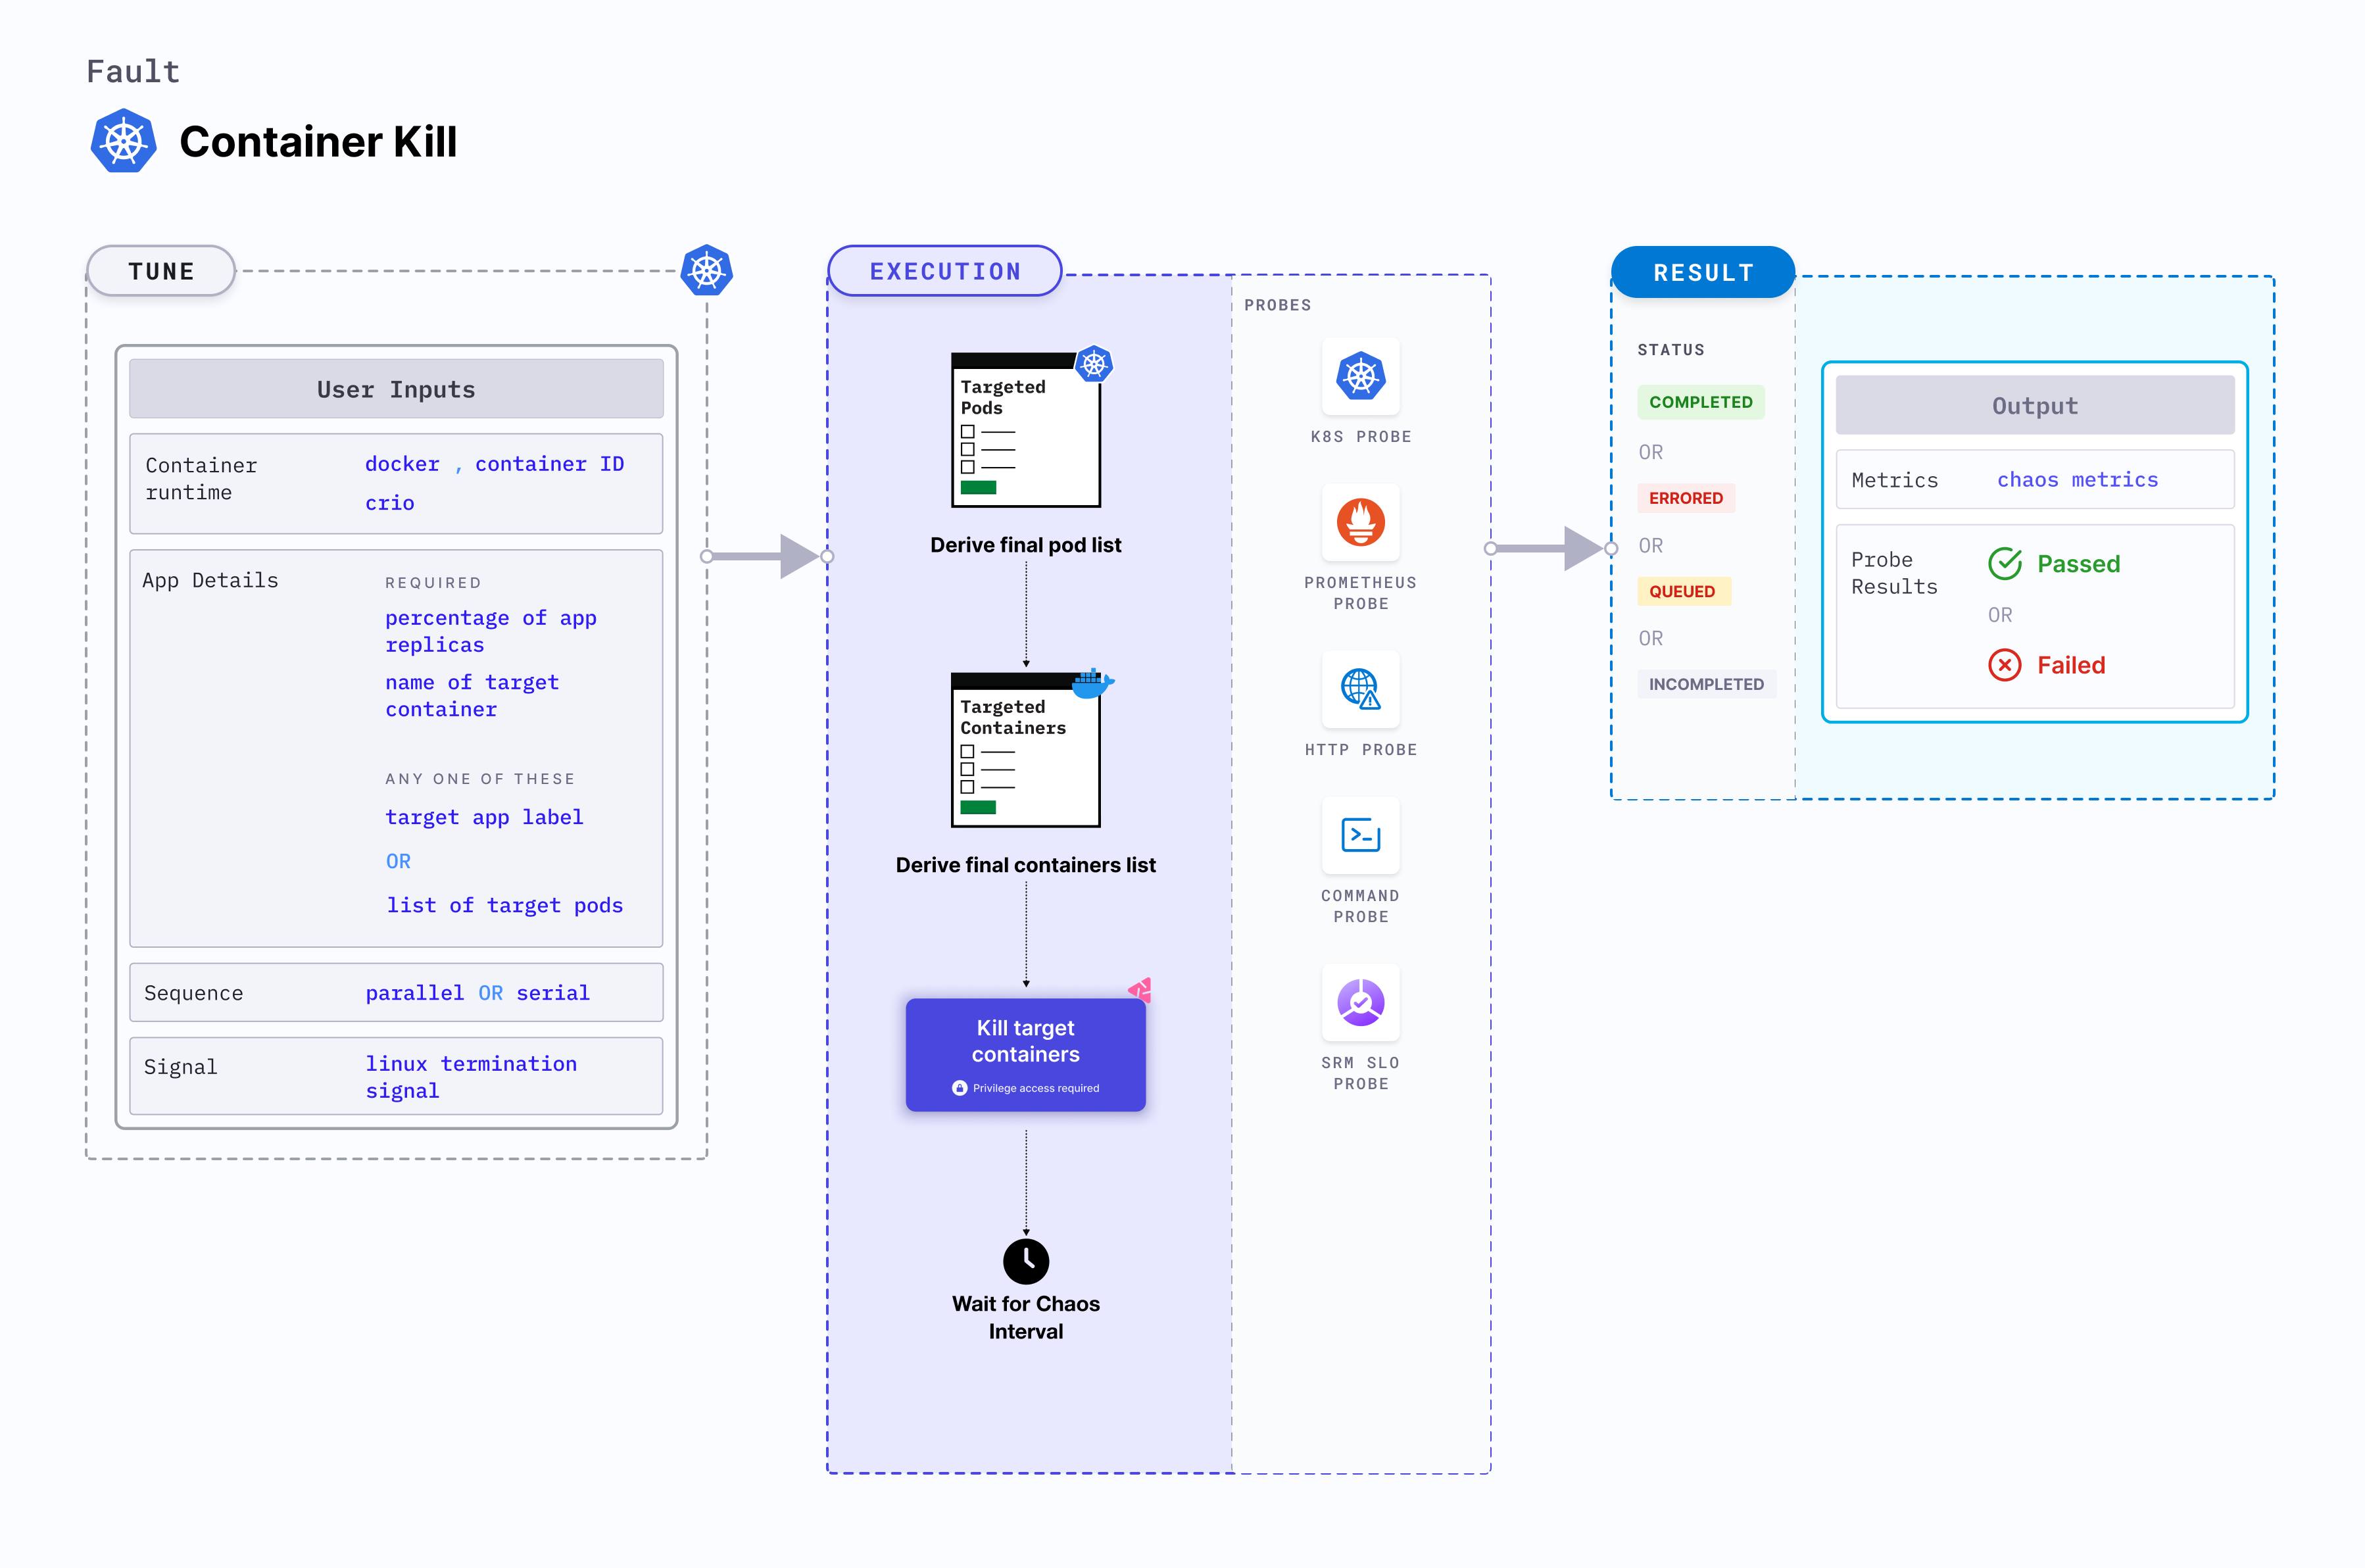 Fault
Container Kill
TUNE
User Inputs
Container
runtime
docker , container ID
crio
App Details
REQUIRED
percentage of app
replicas
name of target
container
ANY ONE OF THESE
target app label
OR
list of target pods
Sequence
parallel OR serial
Signal
linux termination
signal
EXECUTION
Targeted
Pods
Derive final pod list
Targeted
Containers
Derive final containers list
Kill target
containers
Privilege access required
Wait for Chaos
Interval
PROBES
K8S PROBE
PROMETHEUS
PROBE
HTTP PROBE
COMMAND
PROBE
SRM SLO
PROBE
RESULT
STATUS
COMPLETED
OR
ERRORED
OR
QUEUED
OR
INCOMPLETED
Output
Metrics
chaos metrics
Probe
Results
Passed
OR
Failed